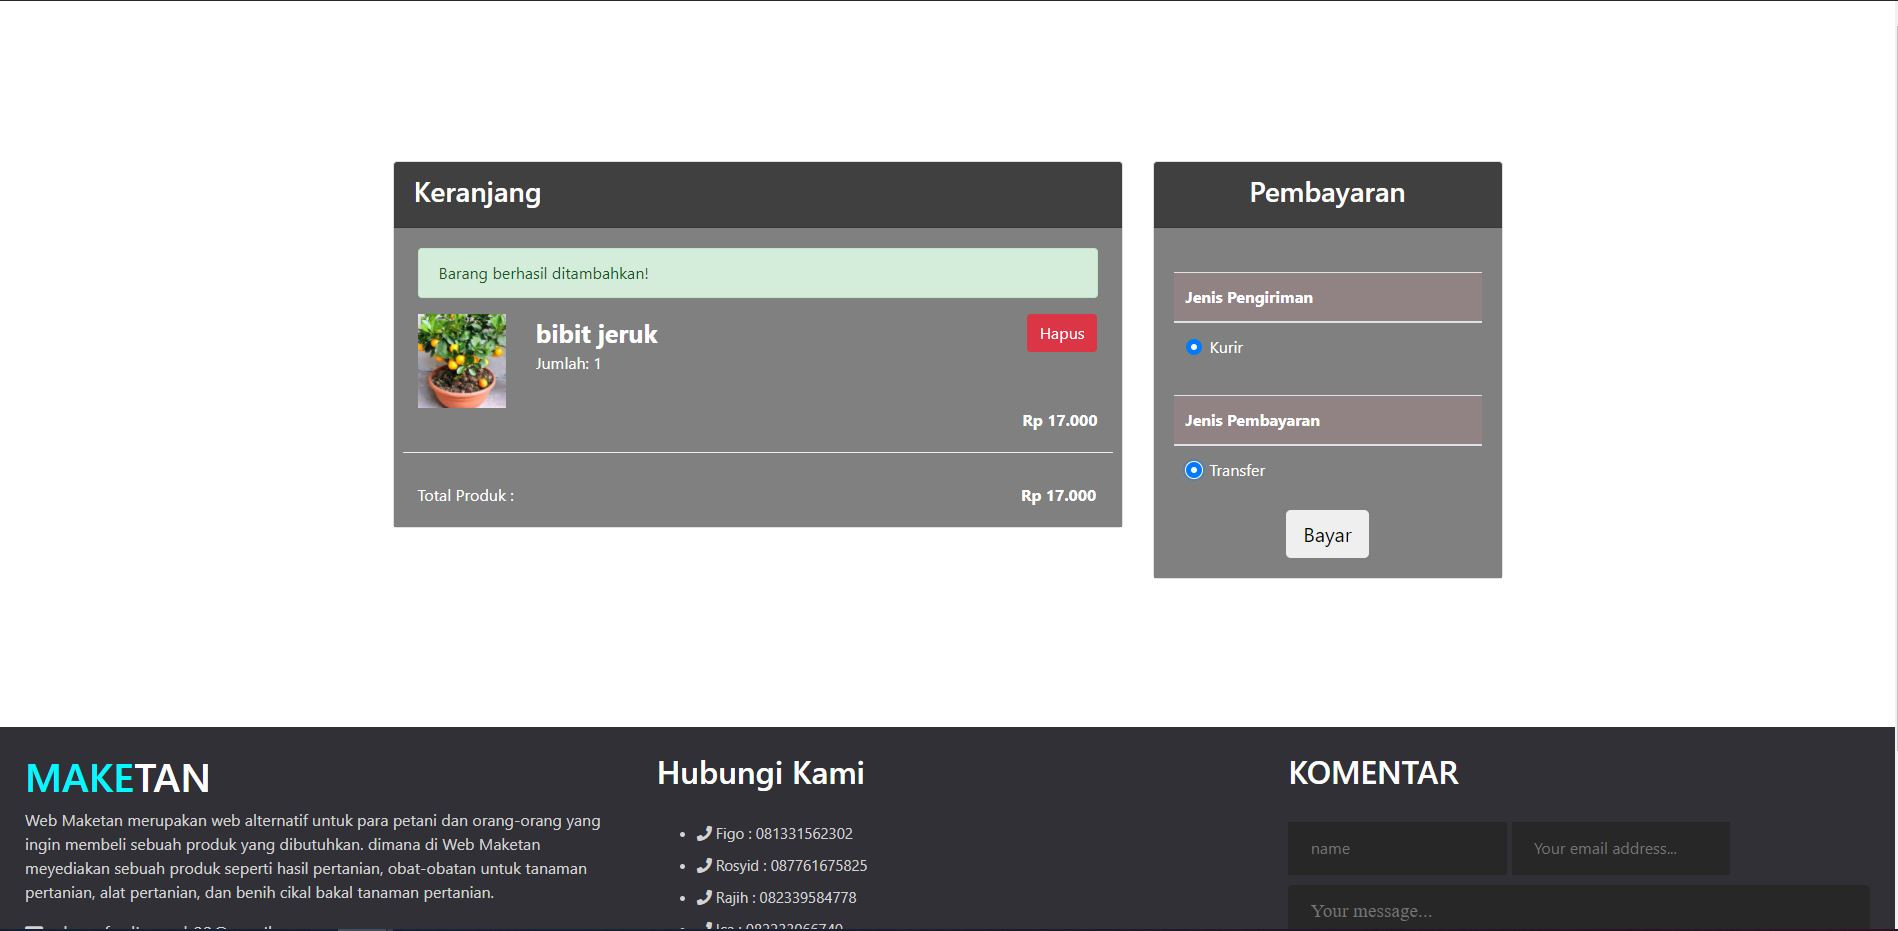 Keranjang
Barang berhasil ditambahkan!
bibit jeruk
Hapus
Jumlah: 1
Rp 17.000
Total Produk :
Rp 17.000
Pembayaran
Jenis Pengiriman
Kurir
Jenis Pembayaran
Transfer
Bayar
MAKETAN
Web Maketan merupakan web alternatif untuk para petani dan orang-orang yang
ingin membeli sebuah produk yang dibutuhkan. dimana di Web Maketan
meyediakan sebuah produk seperti hasil pertanian, obat-obatan untuk tanaman
pertanian, alat pertanian, dan benih cikal bakal tanaman pertanian.
Hubungi Kami
Figo : 081331562302
Rosyid : 087761675825
Rajih : 082339584778
KOMENTAR
name
Your email address...
Your message...